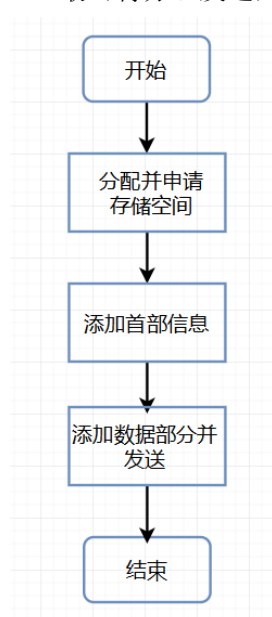 开始
分配并申请
存储空间
添加首部信息
添加数据部分并
发送
结束